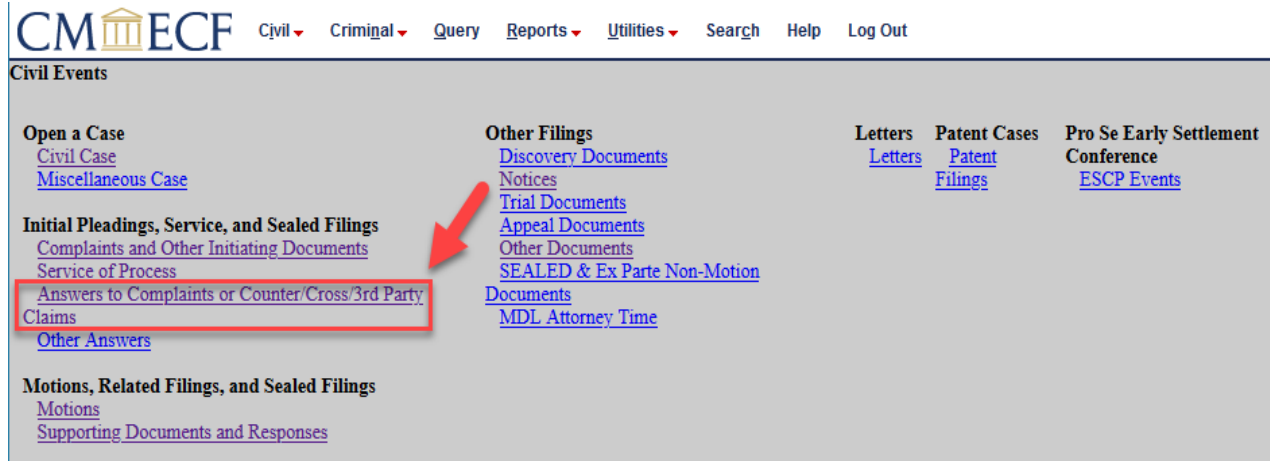 CM ECF Civil Criminal Query Reports Utilities Search Help Log Out
Civil Events
Open a Case
Civil Case
Miscellaneous Case
Initial Pleadings, Service, and Sealed Filings
Complaints and Other Initiating Documents
Service of Process
Answers to Complaints or Counter/Cross/3rd Party
Claims
Other Answers
Motions, Related Filings, and Sealed Filings
Motions
Supporting Documents and Responses
Other Filings
Discovery Documents
Notices
Trial Documents
Appeal Documents
Other Documents
SEALED & Ex Parte Non-Motion
Documents
MDL Attorney Time
Letters
Letters
Patent Cases
Patent
Filings
Pro Se Early Settlement
Conference
ESCP Events